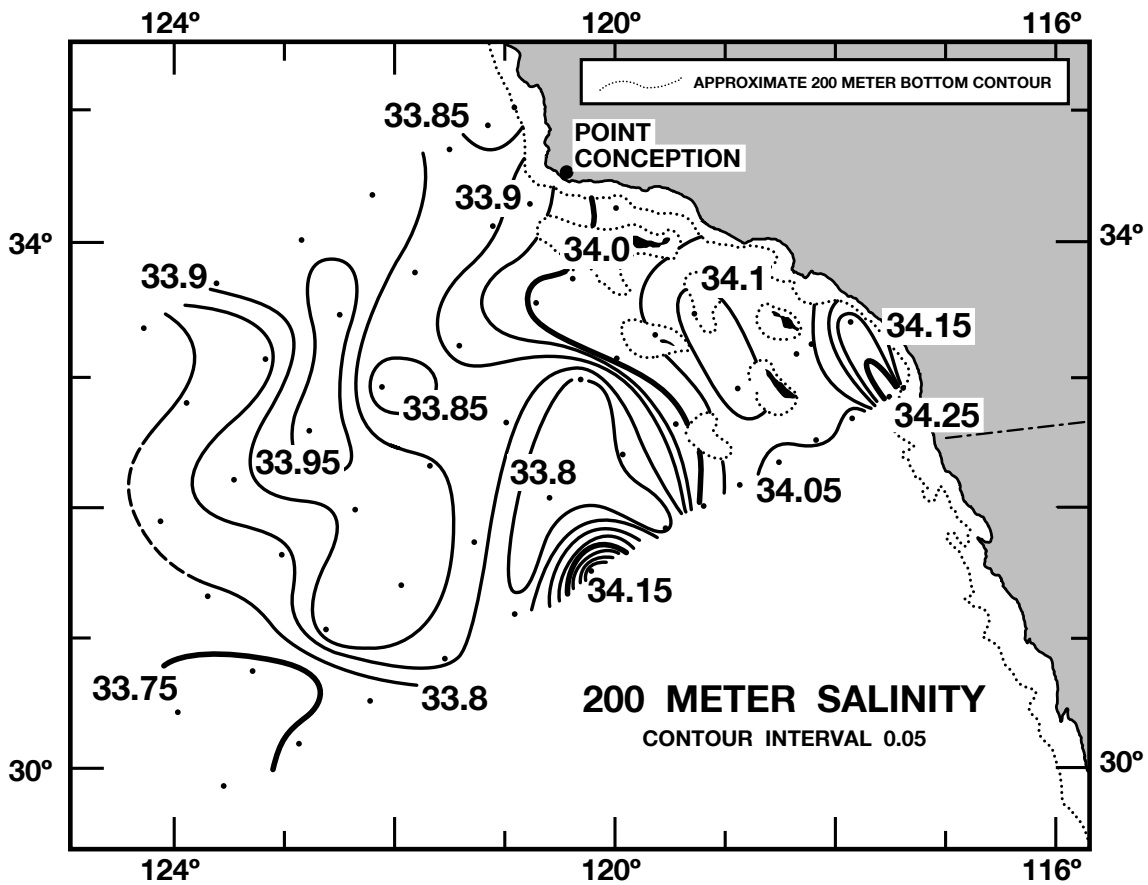 124º 120º 116º
APPROXIMATE 200 METER BOTTOM CONTOUR
33.85
POINT
CONCEPTION
33.9
34º 34.0 34º
33.9 34.1
34.15
33.85 34.25
33.95 33.8 34.05
34.15
33.75 33.8 200 METER SALINITY
CONTOUR INTERVAL 0.05
30º 30º
124º 120º 116º